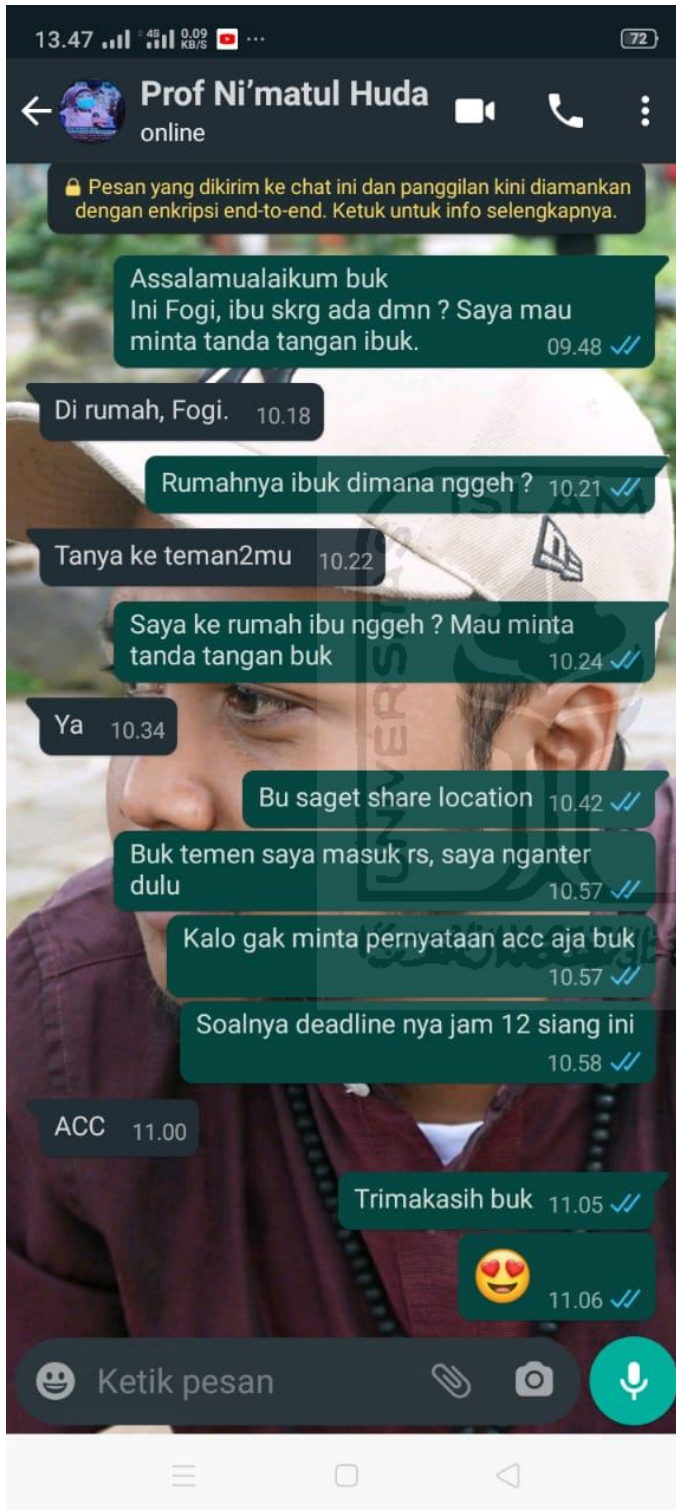 13.47 4G 0.09 KB/S ... 72
Prof Ni'matul Huda
online
Pesan yang dikirim ke chat ini dan panggilan kini diamankan
dengan enkripsi end-to-end. Ketuk untuk info selengkapnya.
Assalamualaikum buk
Ini Fogi, ibu skrg ada dmn ? Saya mau
minta tanda tangan ibuk. 09.48
Di rumah, Fogi. 10.18
Rumahnya ibuk dimana nggeh ? 10.21
Tanya ke teman2mu 10.22
Saya ke rumah ibu nggeh ? Mau minta
tanda tangan buk 10.24
Ya 10.34
Bu saget share location 10.42
Buk temen saya masuk rs, saya nganter
dulu 10.57
Kalo gak minta pernyataan acc aja buk
10.57
Soalnya deadline nya jam 12 siang ini
10.58
ACC 11.00
Trimakasih buk 11.05
😍 11.06
Ketik pesan
UNIVERSITAS
ISLAM